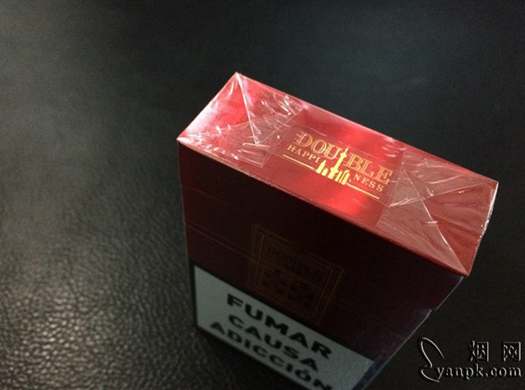 DOUBLE
HAPPINESS
FUMAR
CAUSA
ADICCIÓN
烟网
yanpk.com